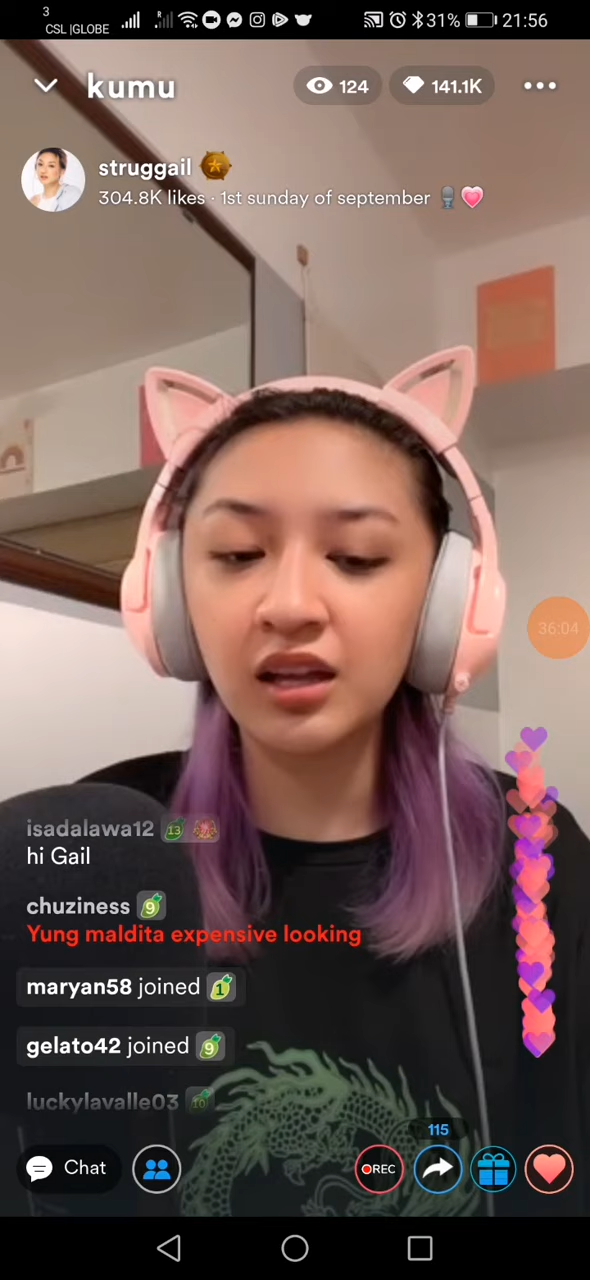 3
CSL |GLOBE
R
31%
21:56
kumu
124
141.1K
struggail
304.8K likes · 1st sunday of september
36:04
isadalawa12 13
hi Gail
chuziness 9
Yung maldita expensive looking
maryan58 joined 1
gelato42 joined 9
luckylavalle03 10
115
Chat
REC